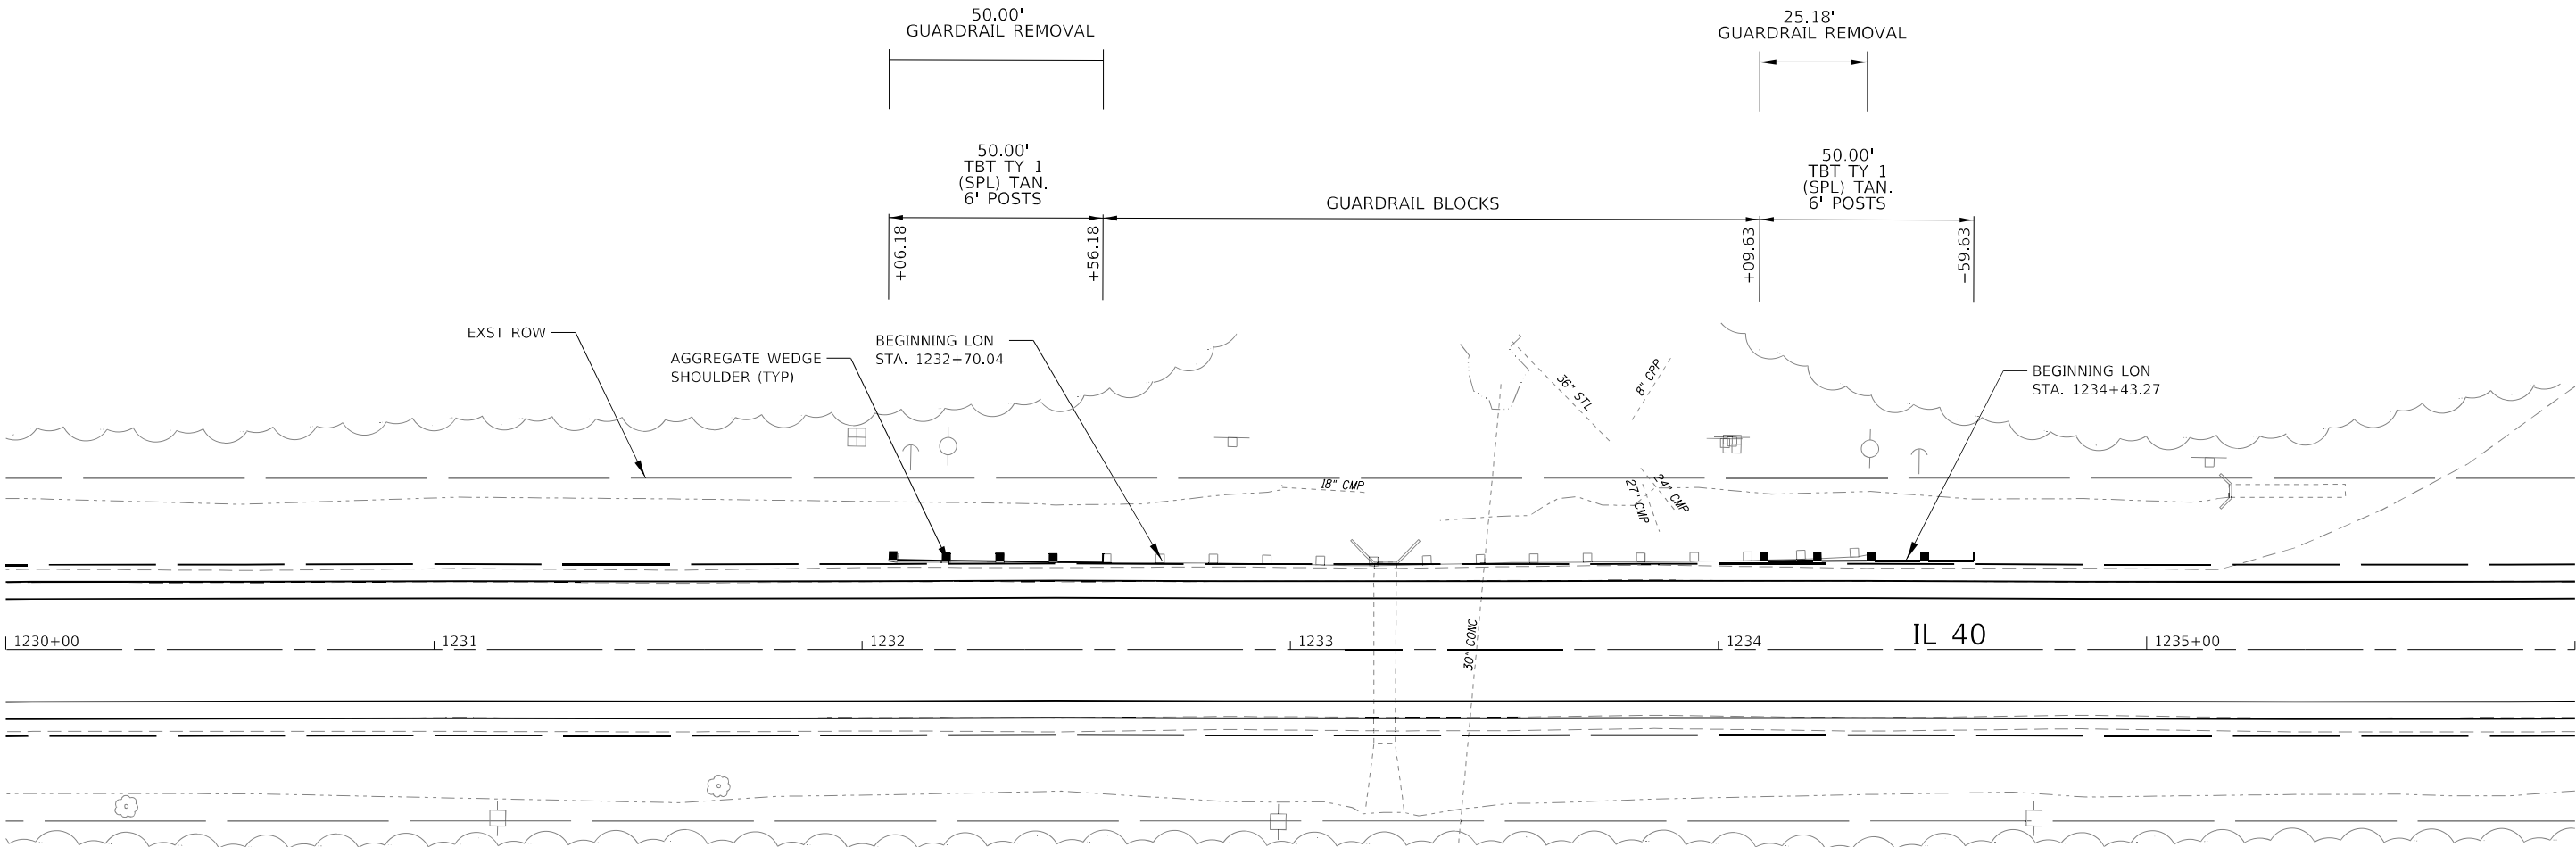 50.00'
GUARDRAIL REMOVAL
25.18'
GUARDRAIL REMOVAL
50.00'
TBT TY 1
(SPL) TAN.
6' POSTS
50.00'
TBT TY 1
(SPL) TAN.
6' POSTS
GUARDRAIL BLOCKS
+06.18
+56.18
+09.63
+59.63
EXST ROW
AGGREGATE WEDGE
SHOULDER (TYP)
BEGINNING LON
STA. 1232+70.04
BEGINNING LON
STA. 1234+43.27
36" STL
8" CPP
18" CMP
27" CMP
24" CMP
30" CONC
1230+00
1231
1232
1233
1234
IL 40
1235+00